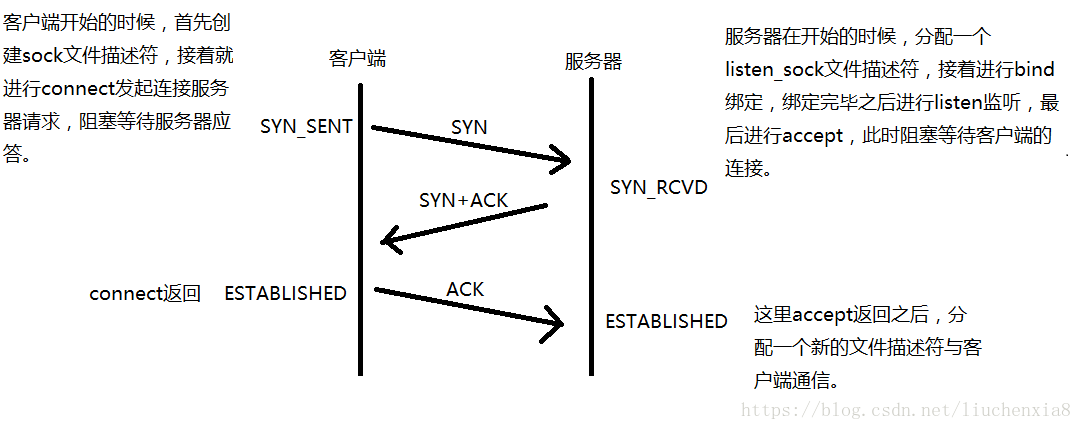 客户端开始的时候，首先创
建sock文件描述符，接着就
进行connect发起连接服务
器请求，阻塞等待服务器应
答。
客户端
服务器
服务器在开始的时候，分配一个
listen_sock文件描述符，接着进行bind
绑定，绑定完毕之后进行listen监听，最
后进行accept，此时阻塞等待客户端的
连接。
SYN_SENT
SYN
SYN_RCVD
SYN+ACK
connect返回
ESTABLISHED
ACK
ESTABLISHED
这里accept返回之后，分
配一个新的文件描述符与客
户端通信。
https://blog.csdn.net/liuchenxia8